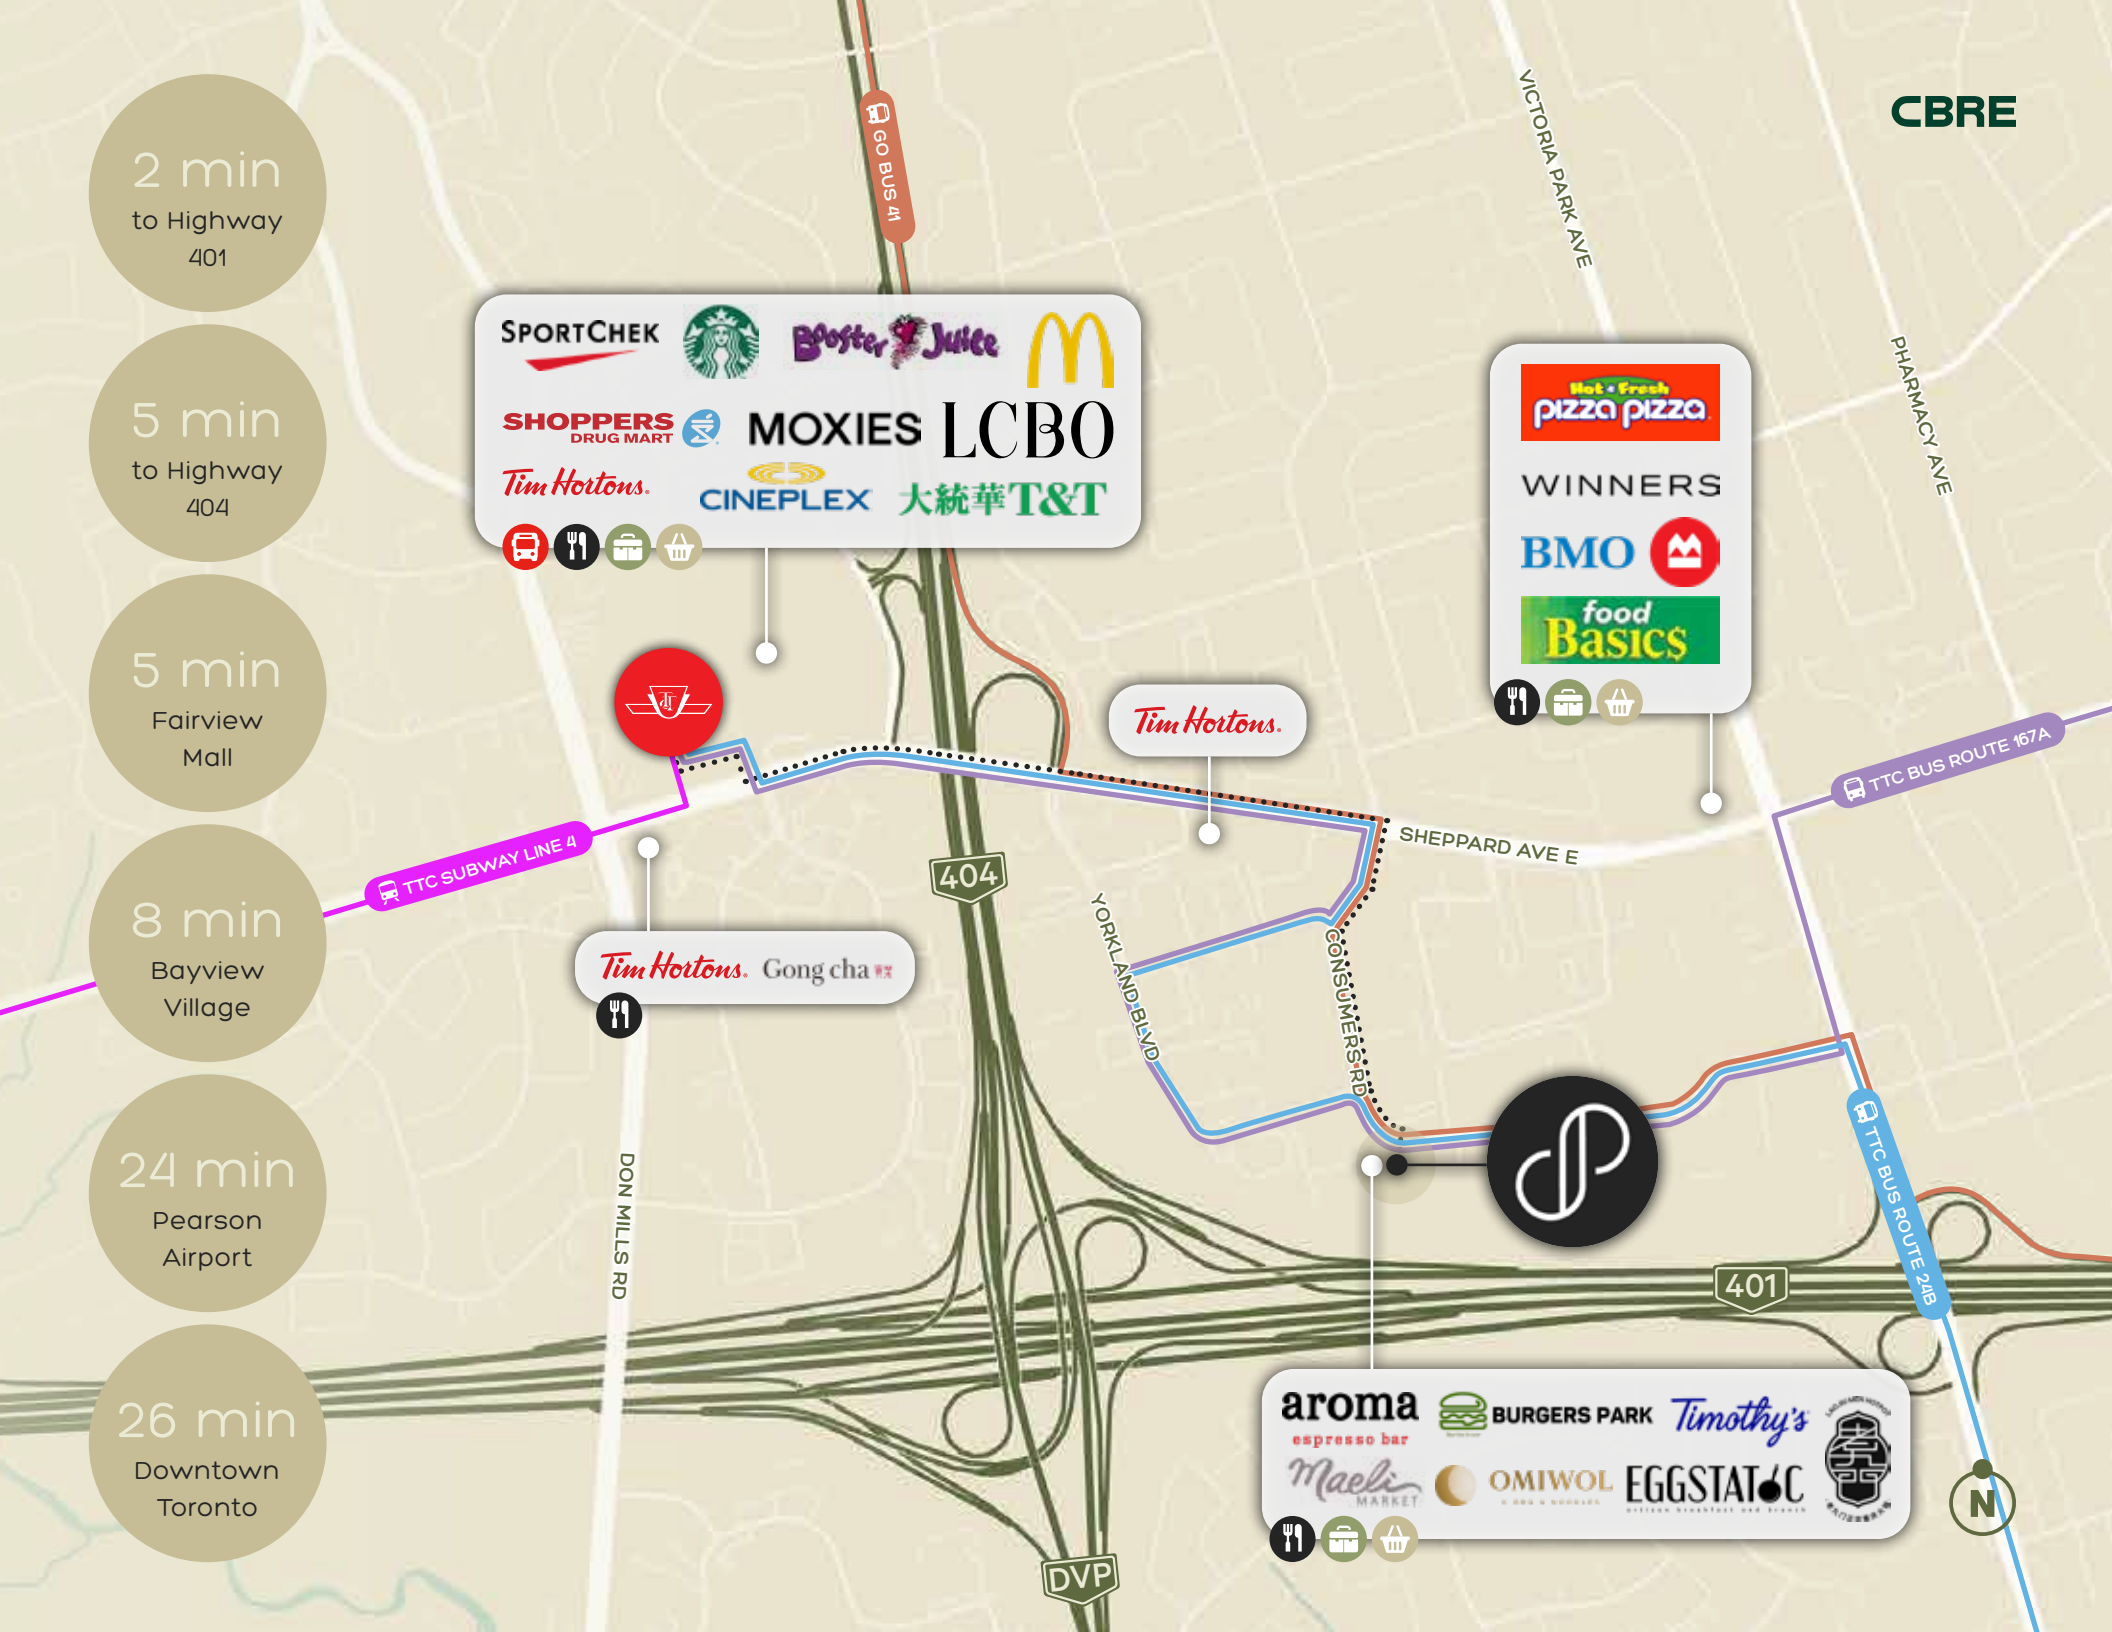 CBRE
2 min
to Highway
401
5 min
to Highway
404
5 min
Fairview
Mall
8 min
Bayview
Village
24 min
Pearson
Airport
26 min
Downtown
Toronto
GO BUS 41
VICTORIA PARK AVE
PHARMACY AVE
SPORTCHEK
Booster Juice
SHOPPERS
DRUG MART
MOXIES
LCBO
Tim Hortons.
CINEPLEX
大統華T&T
Hot & Fresh
pizza pizza
WINNERS
BMO
food
Basic$
Tim Hortons.
TTC BUS ROUTE 167A
SHEPPARD AVE E
TTC SUBWAY LINE 4
404
YORKLAND BLVD
CONSUMERS RD
Tim Hortons. Gong cha
DON MILLS RD
TTC BUS ROUTE 24B
401
aroma
espresso bar
BURGERS PARK
Timothy's
Maeli
MARKET
OMIWOL
EGGSTATIC
artisan breakfast and brunch
DVP
N